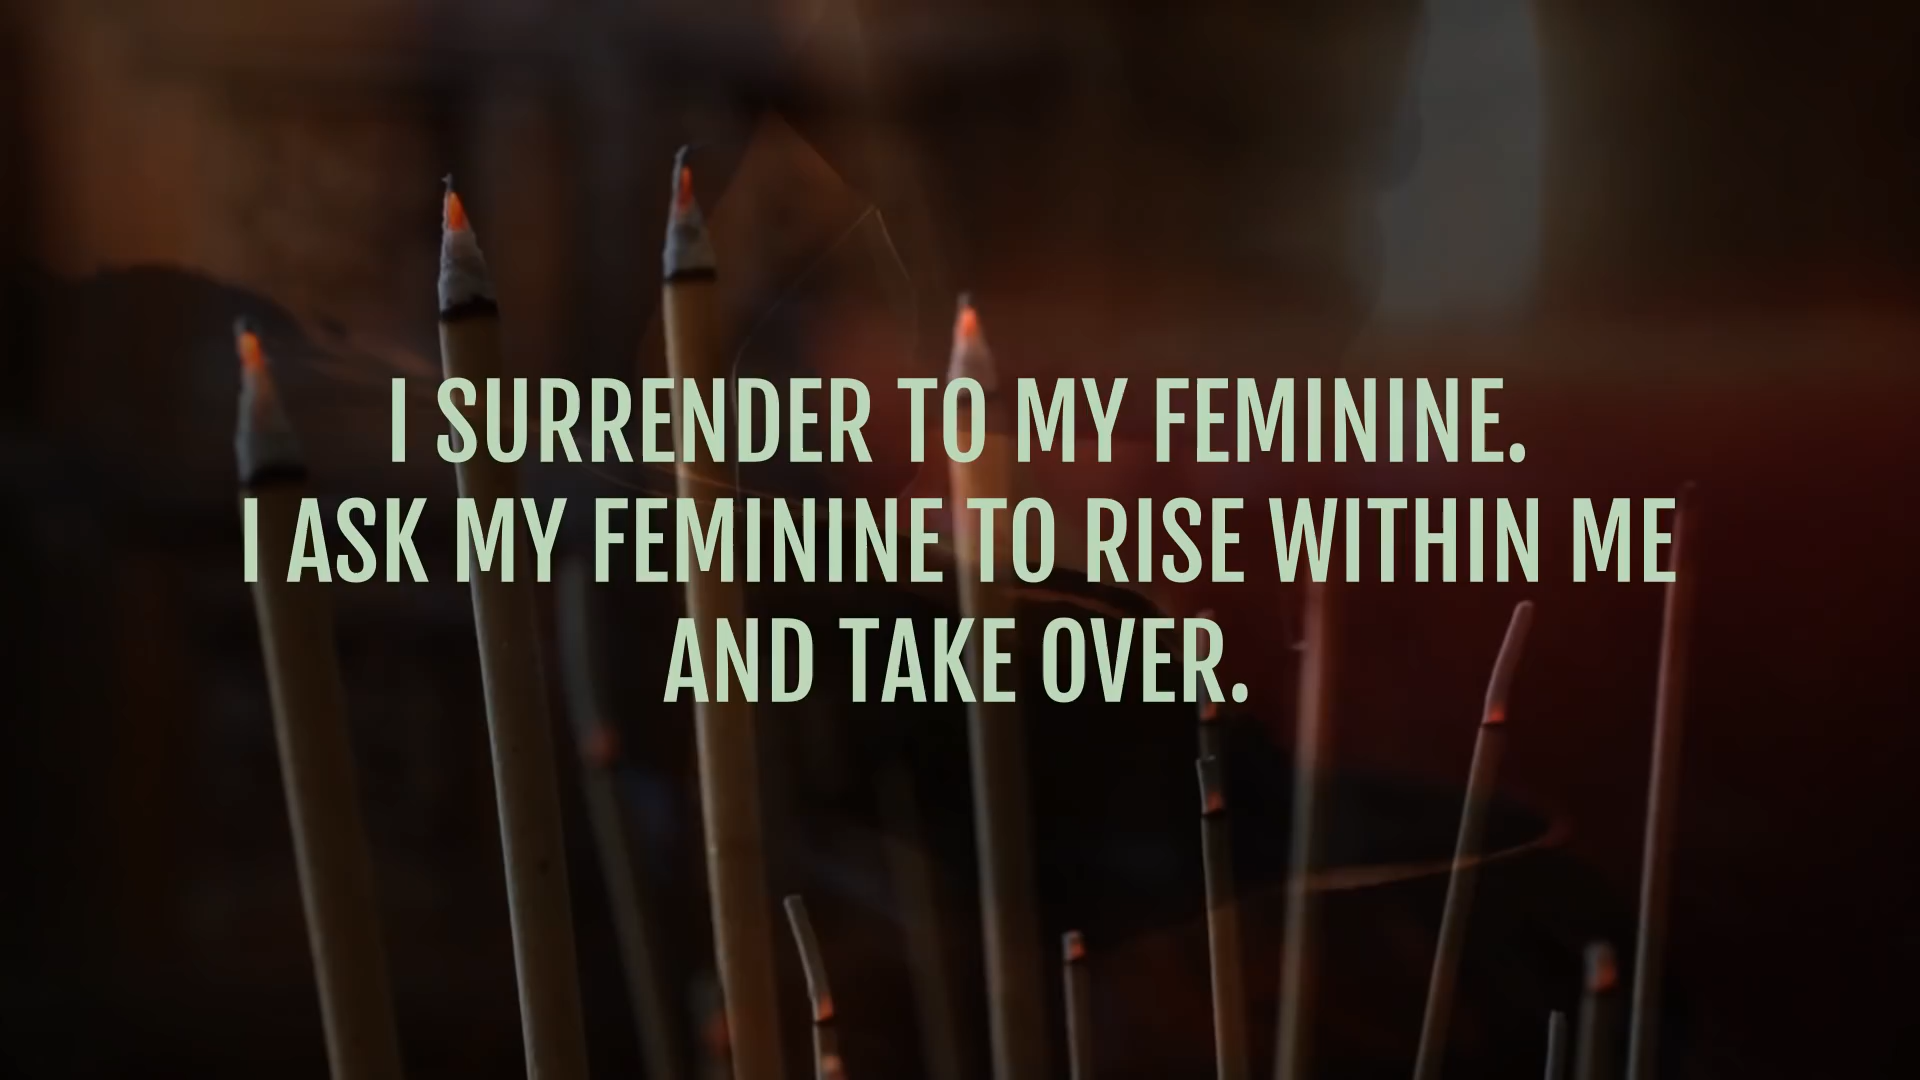 I SURRENDER TO MY FEMININE.
I ASK MY FEMININE TO RISE WITHIN ME
AND TAKE OVER.